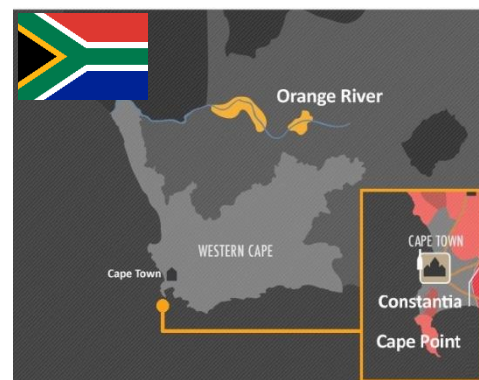 Orange River
WESTERN CAPE
Cape Town
CAPE TOWN
Constantia
Cape Point